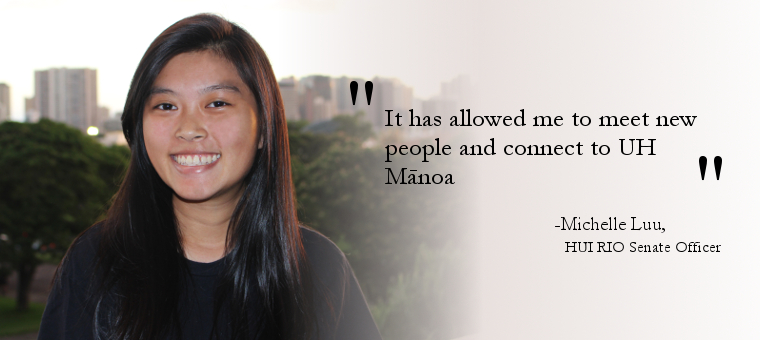 "It has allowed me to meet new
people and connect to UH
Mānoa"
-Michelle Luu,
HUI RIO Senate Officer